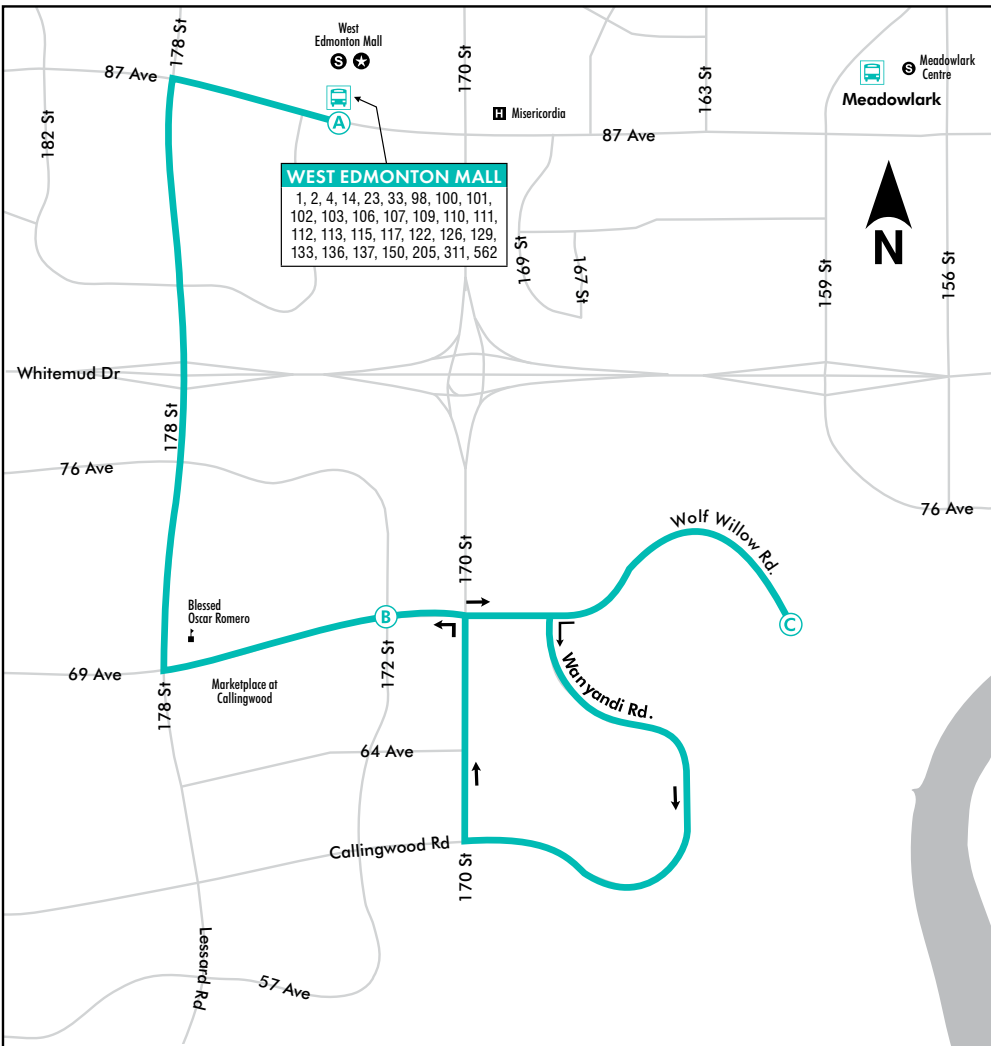 178 St
West
Edmonton Mall
S
170 St
87 Ave
182 St
A
H Misericordia
163 St
87 Ave
S Meadowlark
Centre
Meadowlark
WEST EDMONTON MALL
1, 2, 4, 14, 23, 33, 98, 100, 101,
102, 103, 106, 107, 109, 110, 111,
112, 113, 115, 117, 122, 126, 129,
133, 136, 137, 150, 205, 311, 562
N
169 St
167 St
159 St
156 St
Whitemud Dr
178 St
76 Ave
76 Ave
Wolf Willow Rd.
170 St
Blessed
Oscar Romero
B
C
69 Ave
178 St
Marketplace at
Callingwood
172 St
Wanyandi Rd.
64 Ave
Callingwood Rd
170 St
Lessard Rd
57 Ave